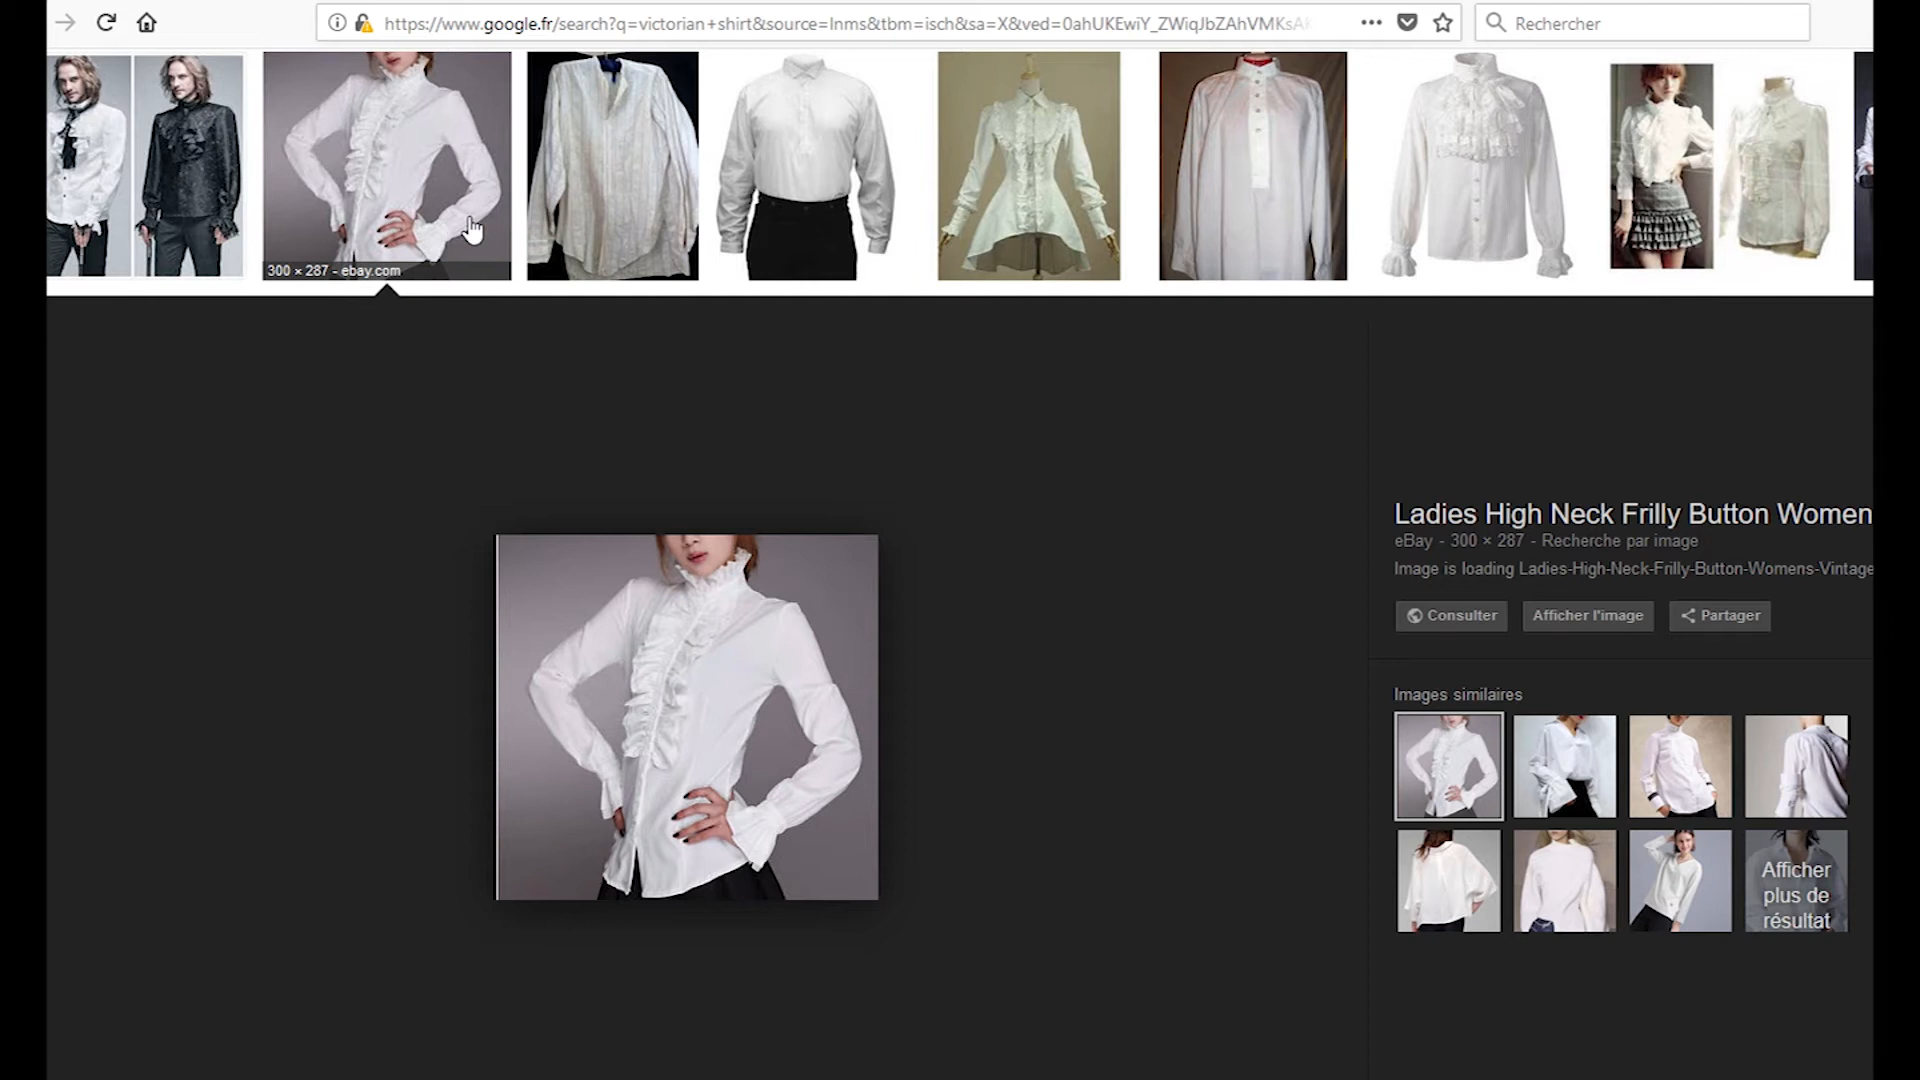 https://www.google.fr/search?q=victorian+shirt&source=lnms&tbm=isch&sa=X&ved=0ahUKEwiY_ZWiqJbZAhVMKsA
Rechercher
300 × 287 - ebay.com
Ladies High Neck Frilly Button Women
eBay - 300 × 287 - Recherche par image
Image is loading Ladies-High-Neck-Frilly-Button-Womens-Vintage
Consulter
Afficher l'image
Partager
Images similaires
Afficher
plus de
résultat